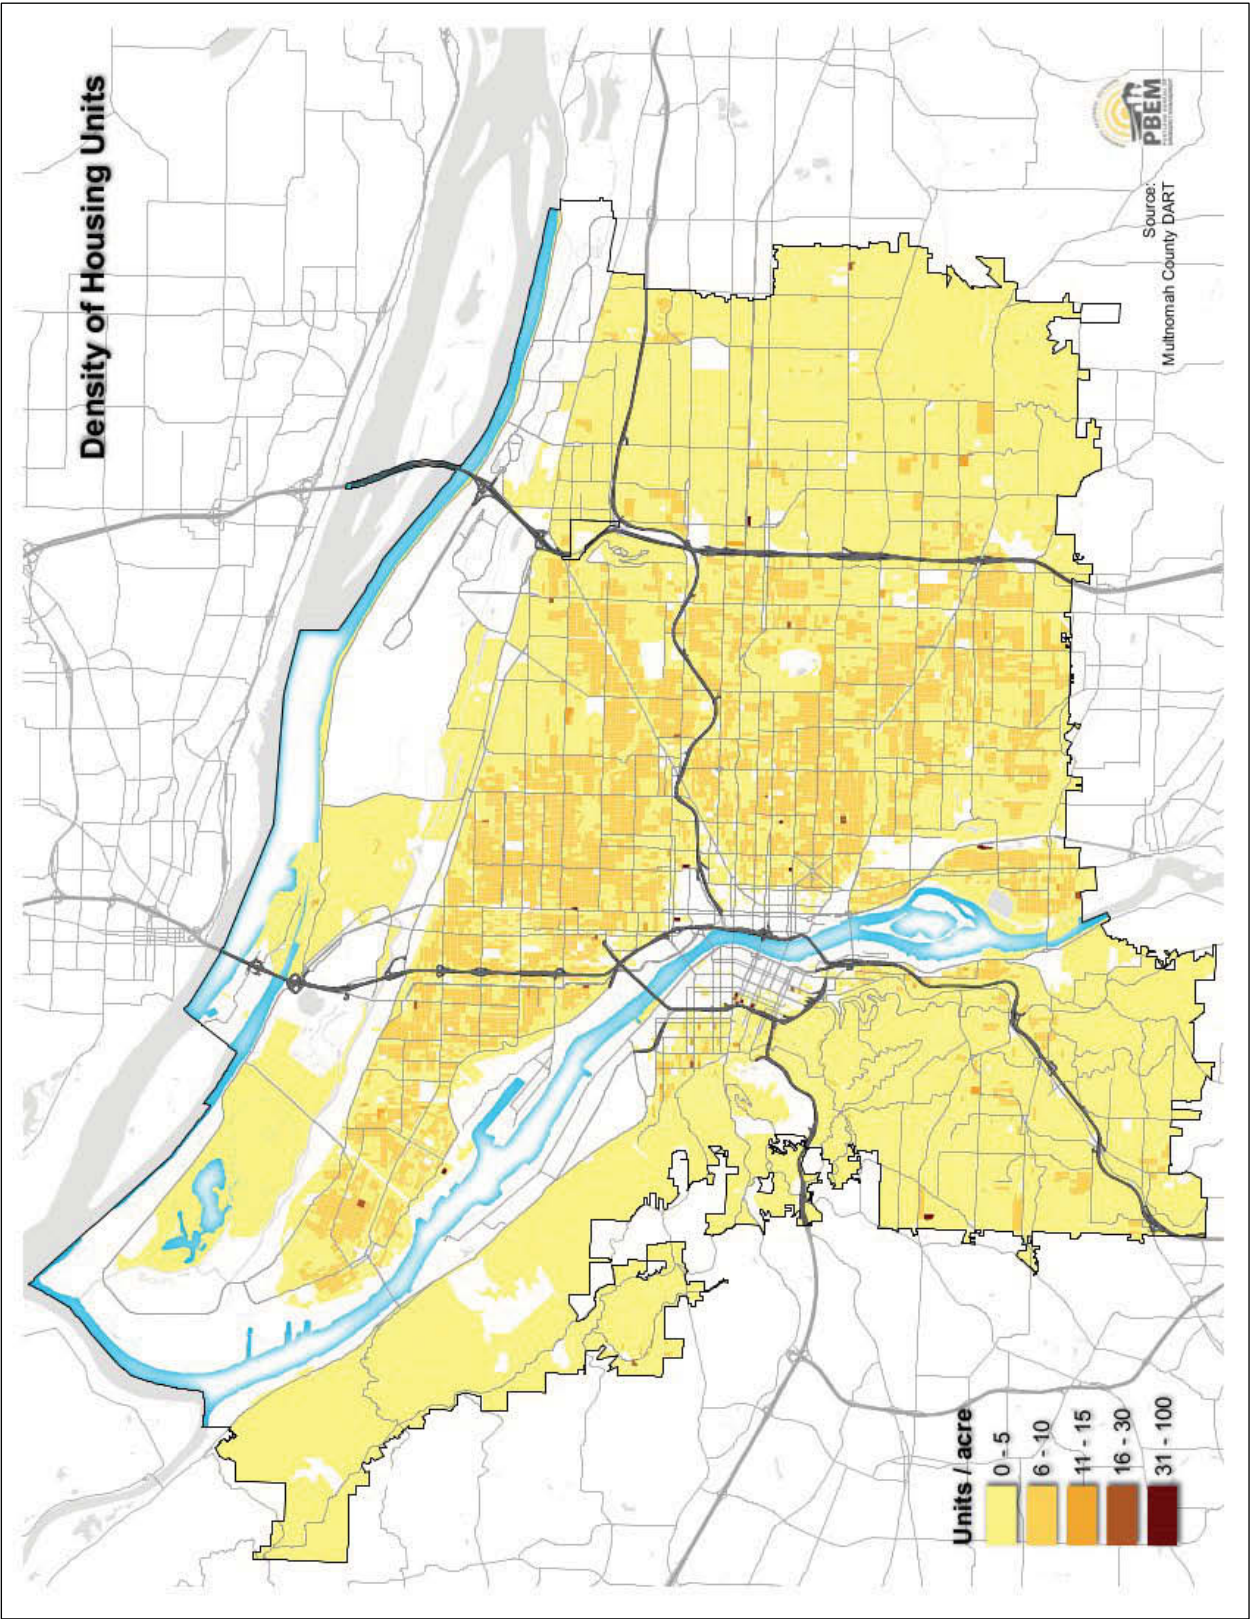 Density of Housing Units
PBEM
Source:
Multnomah County DART
Units / acre
0 - 5
6 - 10
11 - 15
16 - 30
31 - 100